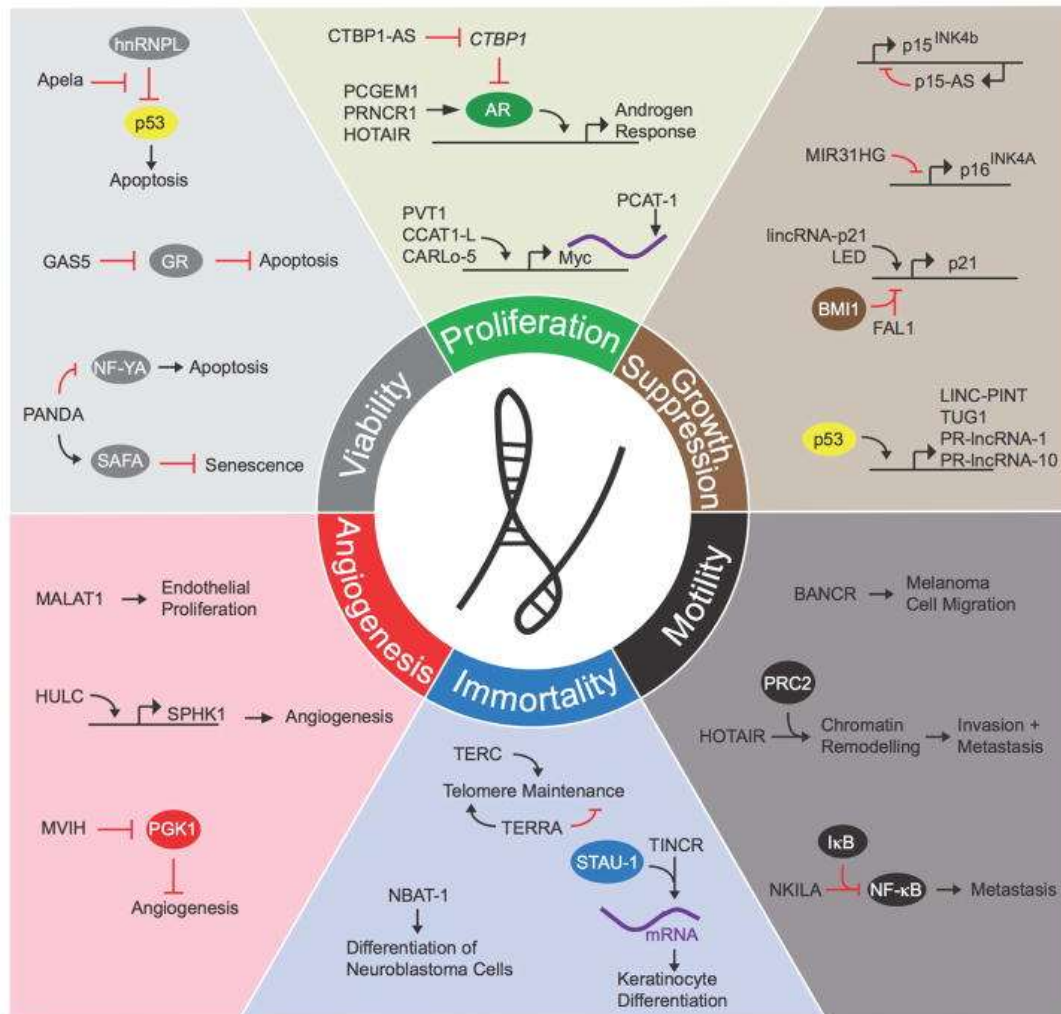 hnRNPL
Apela
p53
Apoptosis
GAS5
GR
Apoptosis
NF-YA
Apoptosis
PANDA
SAFA
Senescence
CTBP1-AS
CTBP1
PCGEM1
PRNCR1
HOTAIR
AR
Androgen
Response
PVT1
CCAT1-L
CARLo-5
Myc
PCAT-1
p15INK4b
p15-AS
MIR31HG
p16INK4A
lincRNA-p21
LED
p21
BMI1
FAL1
p53
LINC-PINT
TUG1
PR-lncRNA-1
PR-lncRNA-10
Viability
Proliferation
Growth
Suppression
Angiogenesis
Immortality
Motility
MALAT1
Endothelial
Proliferation
HULC
SPHK1
Angiogenesis
MVIH
PGK1
Angiogenesis
TERC
Telomere Maintenance
TERRA
STAU-1
TINCR
mRNA
Keratinocyte
Differentiation
NBAT-1
Differentiation of
Neuroblastoma Cells
BANCR
Melanoma
Cell Migration
PRC2
HOTAIR
Chromatin
Remodelling
Invasion +
Metastasis
IκB
NKILA
NF-κB
Metastasis